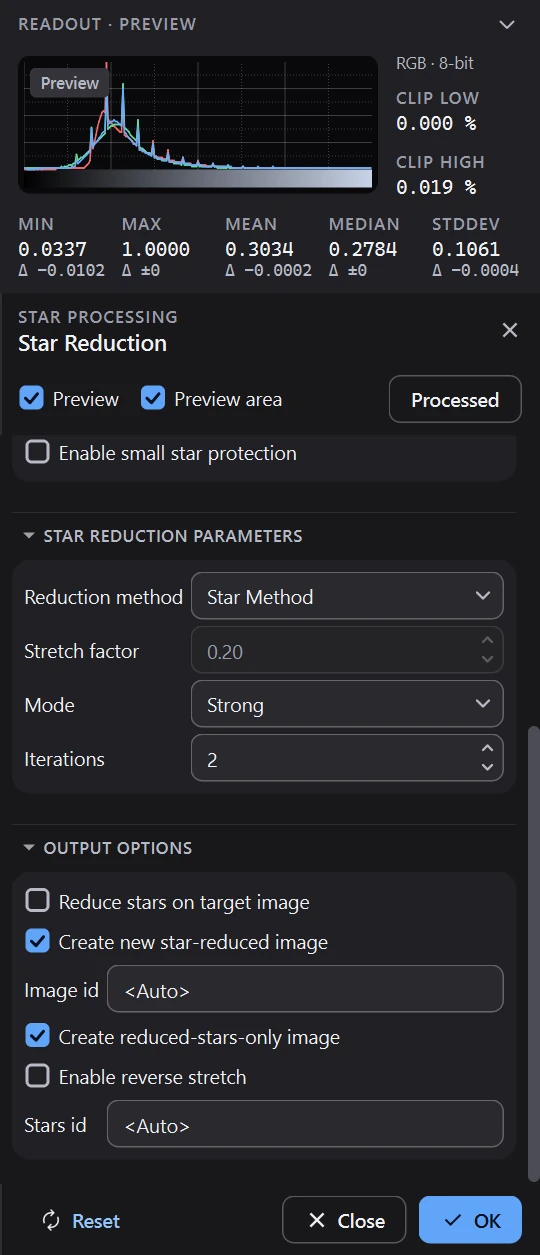 READOUT · PREVIEW
Preview
RGB · 8-bit
CLIP LOW
0.000 %
CLIP HIGH
0.019 %
MIN MAX MEAN MEDIAN STDDEV
0.0337 1.0000 0.3034 0.2784 0.1061
Δ −0.0102 Δ ±0 Δ −0.0002 Δ ±0 Δ −0.0004
STAR PROCESSING
Star Reduction
Preview Preview area Processed
Enable small star protection
STAR REDUCTION PARAMETERS
Reduction method Star Method
Stretch factor 0.20
Mode Strong
Iterations 2
OUTPUT OPTIONS
Reduce stars on target image
Create new star-reduced image
Image id <Auto>
Create reduced-stars-only image
Enable reverse stretch
Stars id <Auto>
Reset Close OK